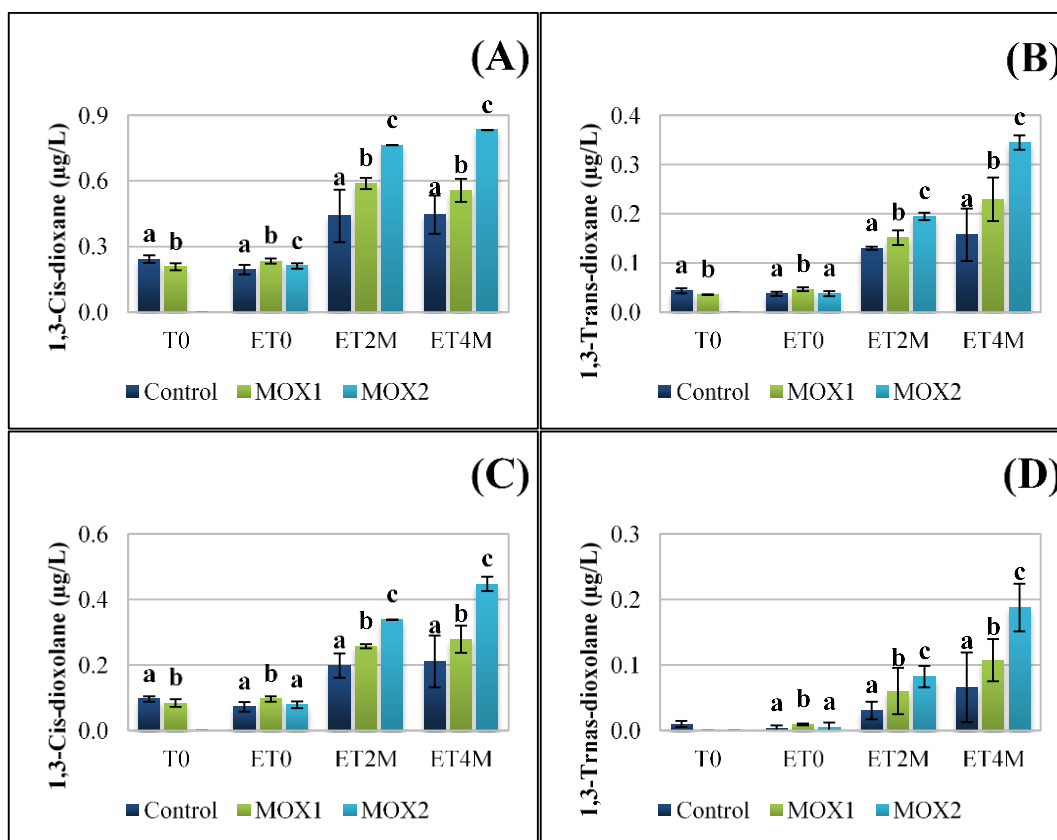 (A)
1,3-Cis-dioxane (µg/L)
0.9
0.6
0.3
0.0
a b
a b c
a b c
a b c
T0 ET0 ET2M ET4M
Control MOX1 MOX2
(B)
1,3-Trans-dioxane (µg/L)
0.4
0.3
0.2
0.1
0.0
a b
a b a
a b c
a b c
T0 ET0 ET2M ET4M
Control MOX1 MOX2
(C)
1,3-Cis-dioxolane (µg/L)
0.6
0.4
0.2
0.0
a b
a b a
a b c
a b c
T0 ET0 ET2M ET4M
Control MOX1 MOX2
(D)
1,3-Trnas-dioxolane (µg/L)
0.3
0.2
0.1
0.0
a b a
a b c
a b c
T0 ET0 ET2M ET4M
Control MOX1 MOX2